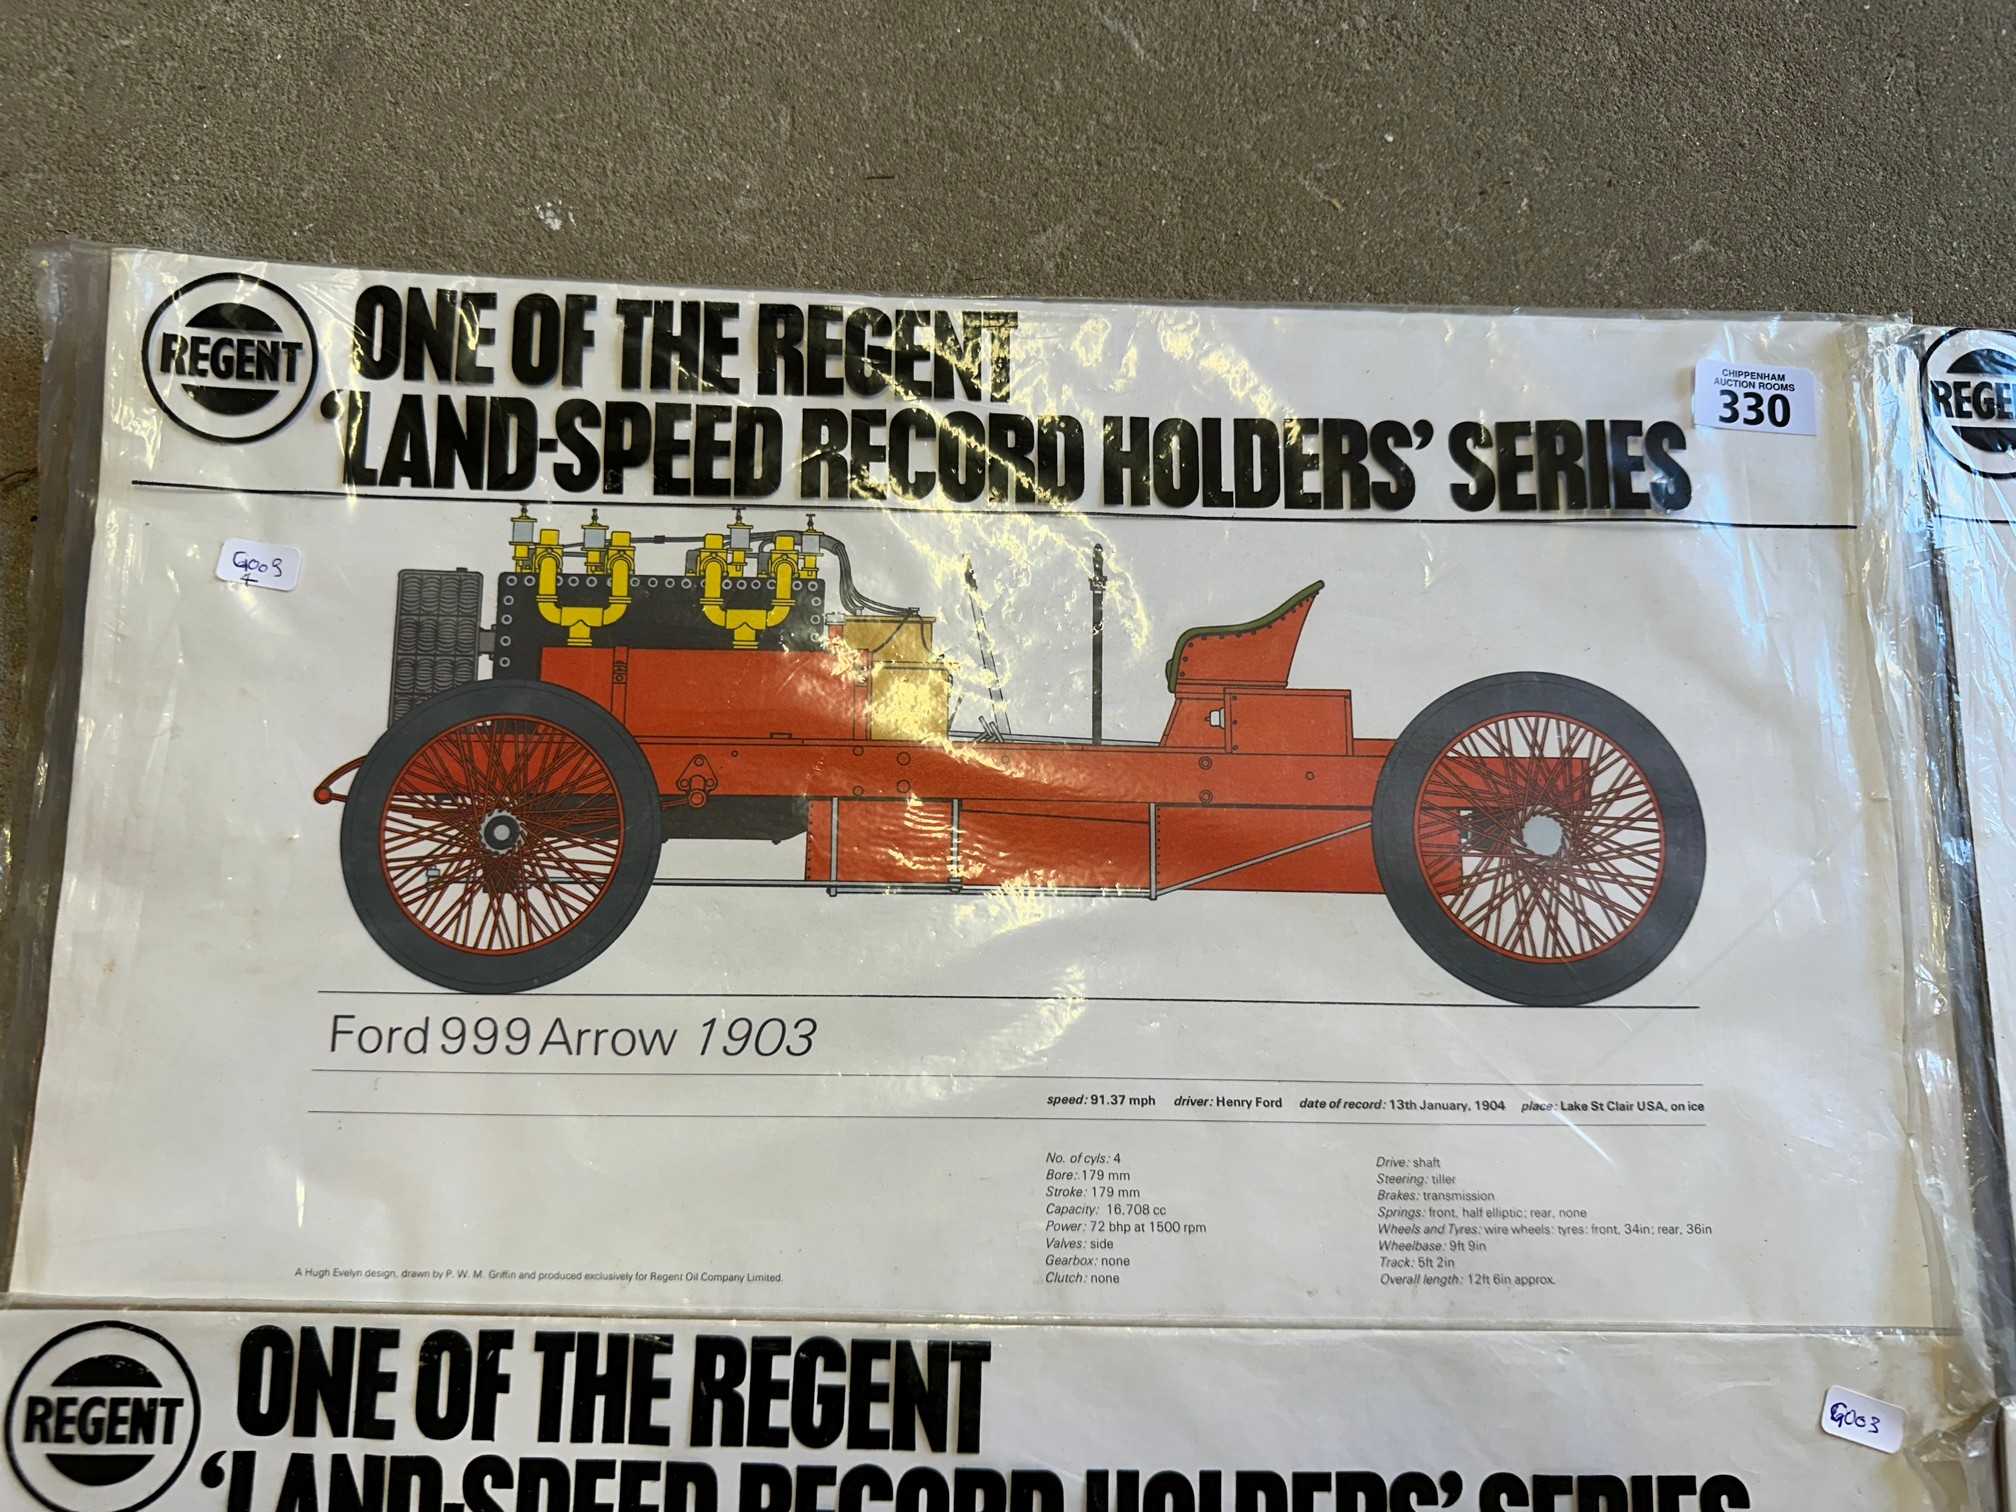 REGENT
ONE OF THE REGENT
'LAND-SPEED RECORD HOLDERS' SERIES
CHIPPENHAM
AUCTION ROOMS
330
Ford 999 Arrow 1903
speed: 91.37 mph driver: Henry Ford date of record: 13th January, 1904 place: Lake St Clair USA, on ice
No. of cyls: 4
Bore: 179 mm
Stroke: 179 mm
Capacity: 16,708 cc
Power: 72 bhp at 1500 rpm
Valves: side
Gearbox: none
Clutch: none
Drive: shaft
Steering: tiller
Brakes: transmission
Springs: front, half elliptic; rear, none
Wheels and Tyres: wire wheels: tyres: front, 34in; rear, 36in
Wheelbase: 9ft 9in
Track: 5ft 2in
Overall length: 12ft 6in approx.
A Hugh Evelyn design, drawn by P. W. M. Griffin and produced exclusively for Regent Oil Company Limited.
REGENT
ONE OF THE REGENT
'LAND-SPEED RECORD HOLDERS' SERIES
G003
REGE